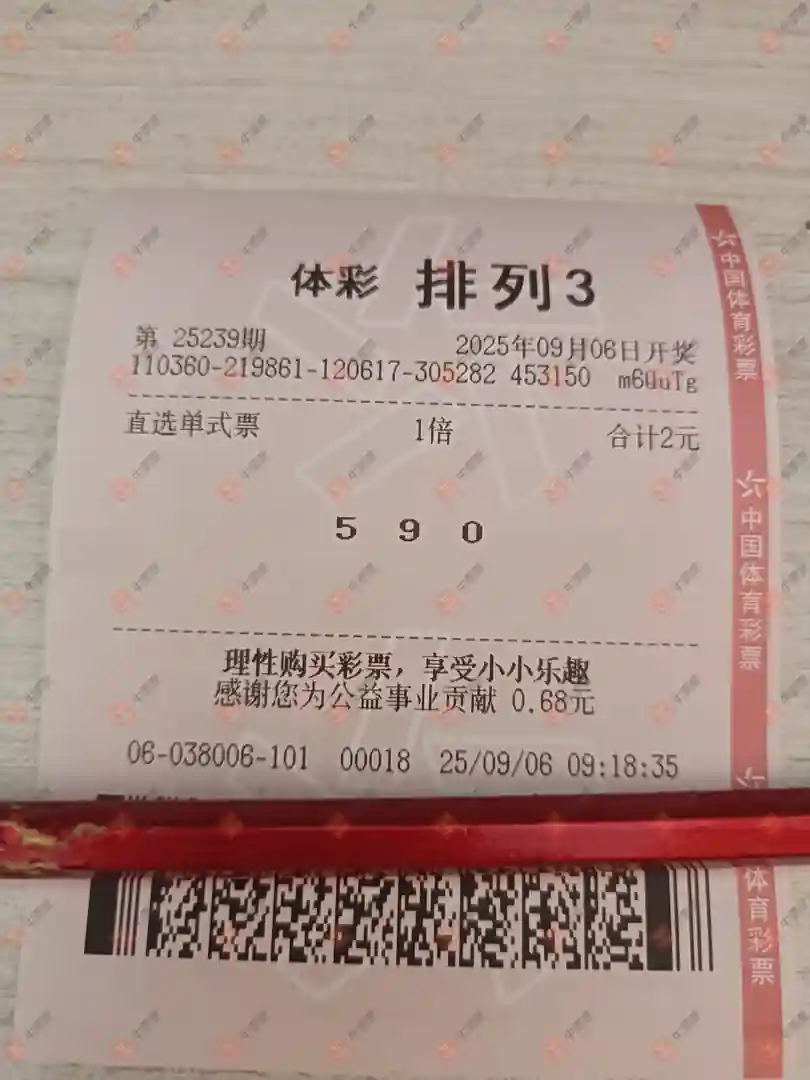 体彩 排列3
第 25239期 2025年09月06日开奖
110360-219861-120617-305282 453150 m6QuTg
直选单式票 1倍 合计2元
5 9 0
理性购买彩票，享受小小乐趣
感谢您为公益事业贡献 0.68元
06-038006-101 00018 25/09/06 09:18:35
中国体育彩票
中国体育彩票
体育彩票